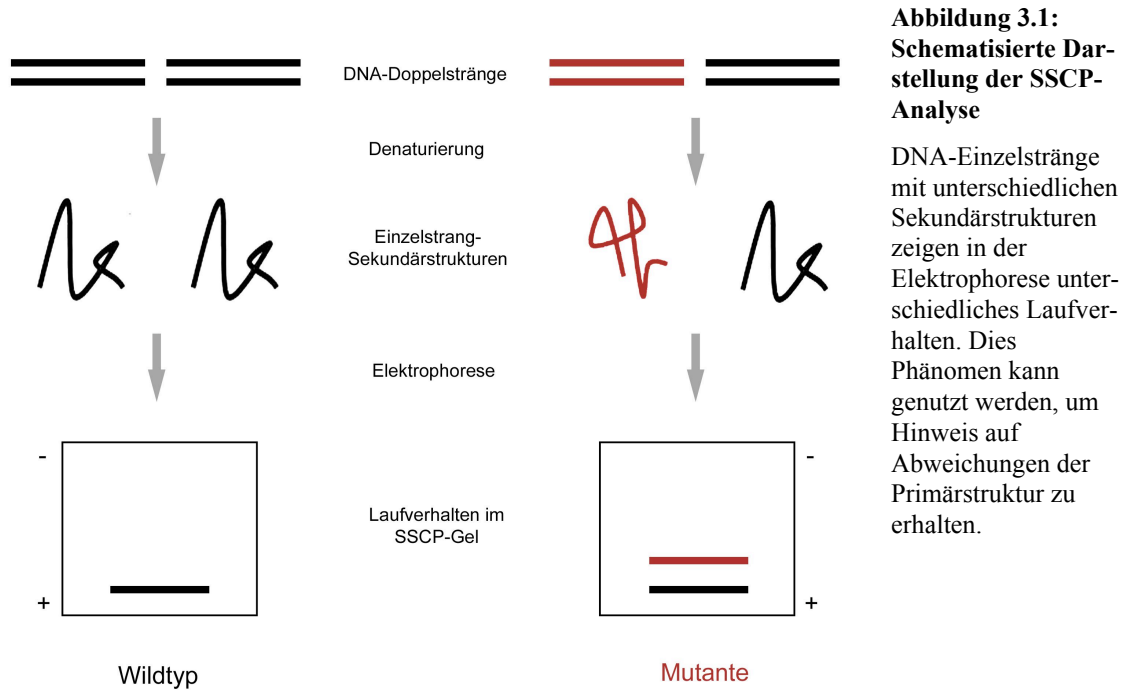 DNA-Doppelstränge
Denaturierung
Einzelstrang-
Sekundärstrukturen
Elektrophorese
-
+
Laufverhalten im
SSCP-Gel
-
+
Wildtyp
Mutante
Abbildung 3.1:
Schematisierte Dar-
stellung der SSCP-
Analyse
DNA-Einzelstränge
mit unterschiedlichen
Sekundärstrukturen
zeigen in der
Elektrophorese unter-
schiedliches Laufver-
halten. Dies
Phänomen kann
genutzt werden, um
Hinweis auf
Abweichungen der
Primärstruktur zu
erhalten.